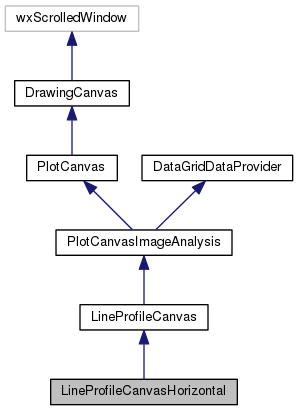 wxScrolledWindow
DrawingCanvas
PlotCanvas
DataGridDataProvider
PlotCanvasImageAnalysis
LineProfileCanvas
LineProfileCanvasHorizontal